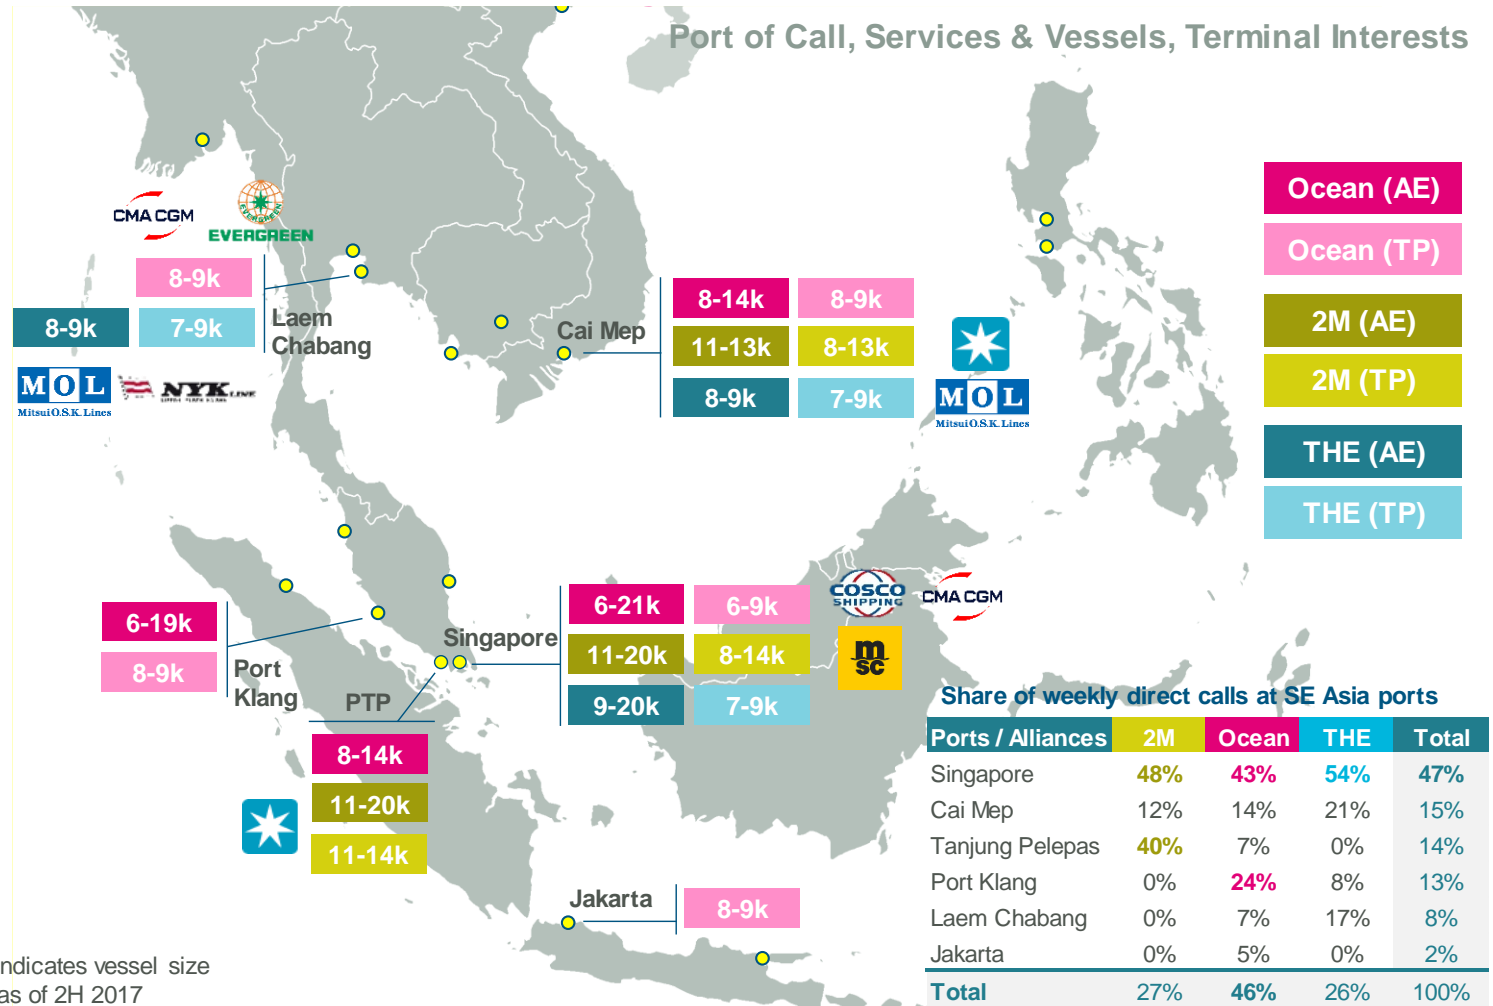 Port of Call, Services & Vessels, Terminal Interests
CMA CGM
EVERGREEN
EVERGREEN
8-9k
8-9k
7-9k
Laem
Chabang
MOL
Mitsui O.S.K. Lines
NYK LINE
Cai Mep
8-14k
8-9k
11-13k
8-13k
8-9k
7-9k
MOL
Mitsui O.S.K. Lines
Ocean (AE)
Ocean (TP)
2M (AE)
2M (TP)
THE (AE)
THE (TP)
6-19k
8-9k
Port
Klang
Singapore
6-21k
6-9k
11-20k
8-14k
9-20k
7-9k
COSCO
SHIPPING
CMA CGM
msc
PTP
8-14k
11-20k
11-14k
Jakarta
8-9k
Share of weekly direct calls at SE Asia ports
Ports / Alliances 2M Ocean THE Total
Singapore 48% 43% 54% 47%
Cai Mep 12% 14% 21% 15%
Tanjung Pelepas 40% 7% 0% 14%
Port Klang 0% 24% 8% 13%
Laem Chabang 0% 7% 17% 8%
Jakarta 0% 5% 0% 2%
Total 27% 46% 26% 100%
ndicates vessel size
as of 2H 2017